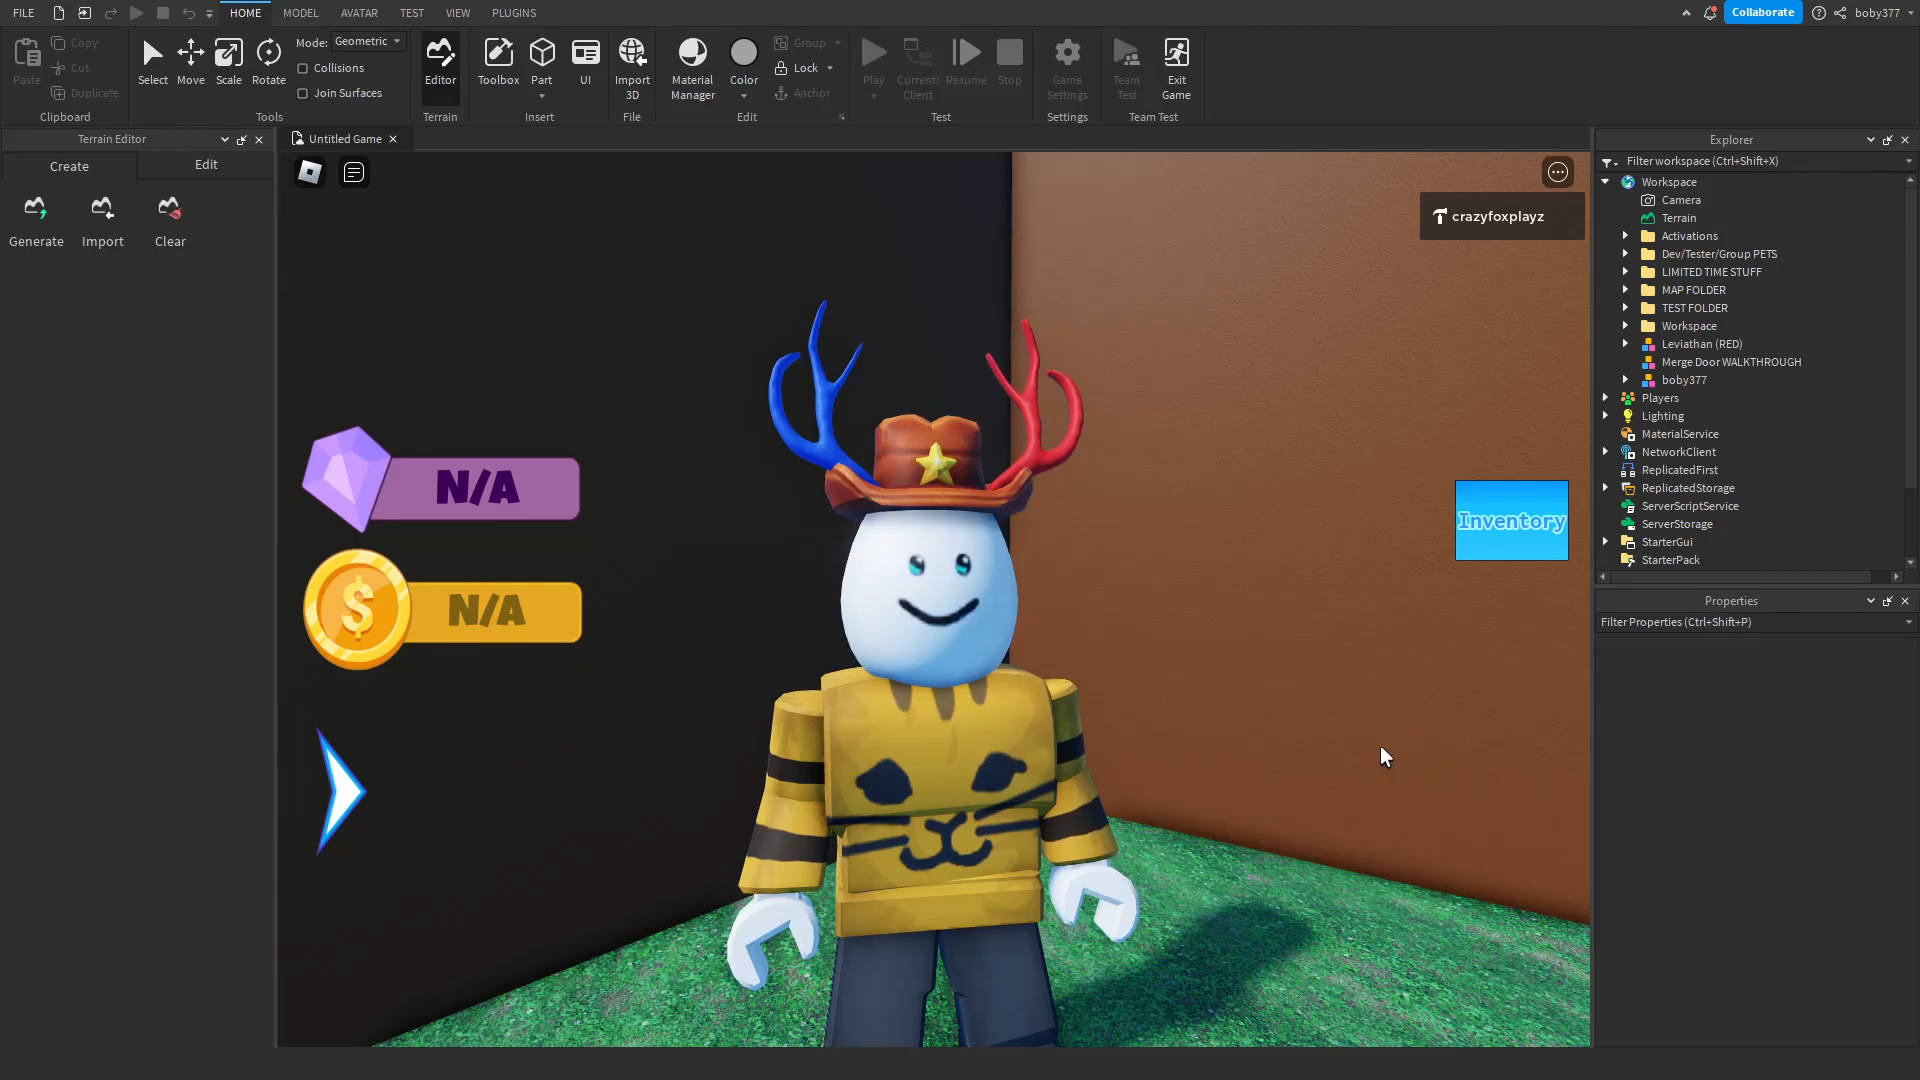 FILE HOME MODEL AVATAR TEST VIEW PLUGINS Collaborate boby377
Paste Copy Cut Duplicate Clipboard
Select Move Scale Rotate Mode: Geometric Collisions Join Surfaces Tools
Editor Terrain
Toolbox Part UI Insert
Import 3D File
Material Manager Color Group Lock Anchor Edit
Play Current: Client Resume Stop Test
Game Settings Settings
Team Test Exit Game Team Test
Terrain Editor
Create Edit
Generate Import Clear
Untitled Game
crazyfoxplayz
N/A
N/A
$
Inventory
Explorer
Filter workspace (Ctrl+Shift+X)
Workspace
Camera
Terrain
Activations
Dev/Tester/Group PETS
LIMITED TIME STUFF
MAP FOLDER
TEST FOLDER
Workspace
Leviathan (RED)
Merge Door WALKTHROUGH
boby377
Players
Lighting
MaterialService
NetworkClient
ReplicatedFirst
ReplicatedStorage
ServerScriptService
ServerStorage
StarterGui
StarterPack
Properties
Filter Properties (Ctrl+Shift+P)